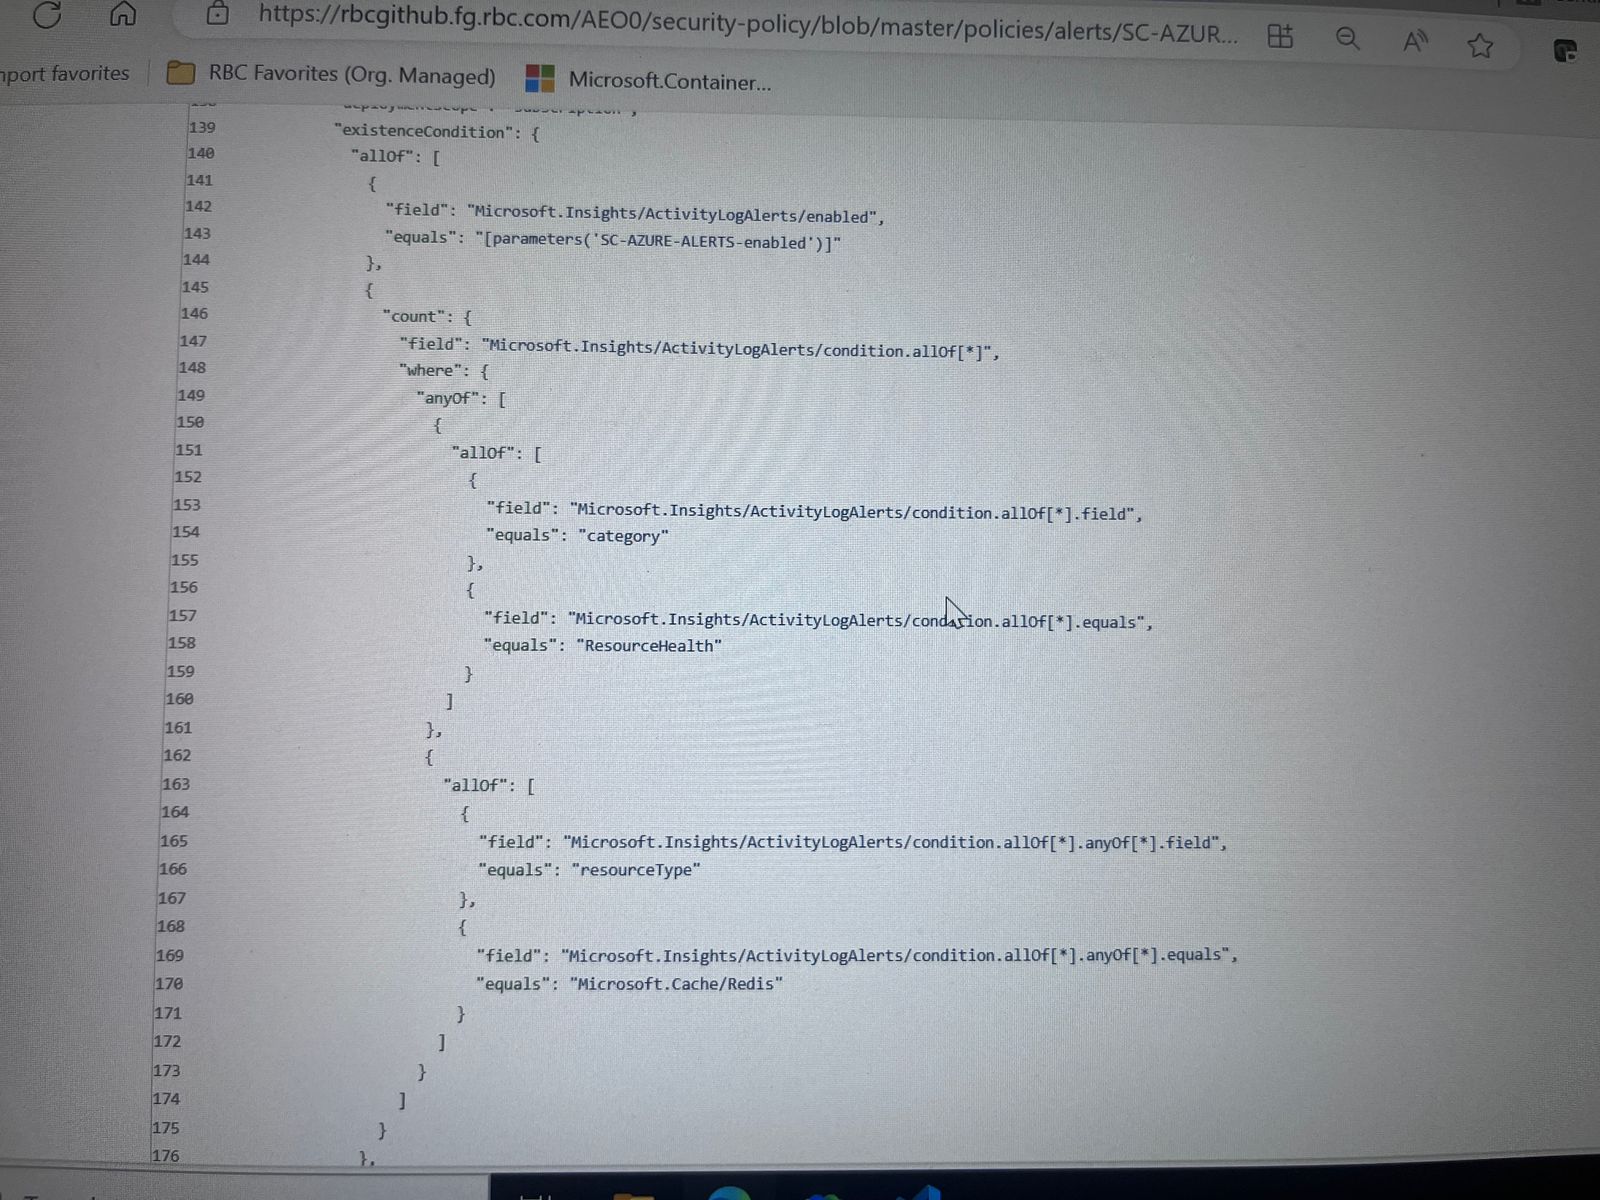 https://rbcgithub.fg.rbc.com/AEO0/security-policy/blob/master/policies/alerts/SC-AZUR...
port favorites
RBC Favorites (Org. Managed)
Microsoft.Container...
139 "existenceCondition": {
140 "allOf": [
141 {
142 "field": "Microsoft.Insights/ActivityLogAlerts/enabled",
143 "equals": "[parameters('SC-AZURE-ALERTS-enabled')]"
144 },
145 {
146 "count": {
147 "field": "Microsoft.Insights/ActivityLogAlerts/condition.allOf[*]",
148 "where": {
149 "anyOf": [
150 {
151 "allOf": [
152 {
153 "field": "Microsoft.Insights/ActivityLogAlerts/condition.allOf[*].field",
154 "equals": "category"
155 },
156 {
157 "field": "Microsoft.Insights/ActivityLogAlerts/condition.allOf[*].equals",
158 "equals": "ResourceHealth"
159 }
160 ]
161 },
162 {
163 "allOf": [
164 {
165 "field": "Microsoft.Insights/ActivityLogAlerts/condition.allOf[*].anyOf[*].field",
166 "equals": "resourceType"
167 },
168 {
169 "field": "Microsoft.Insights/ActivityLogAlerts/condition.allOf[*].anyOf[*].equals",
170 "equals": "Microsoft.Cache/Redis"
171 }
172 ]
173 }
174 ]
175 }
176 },